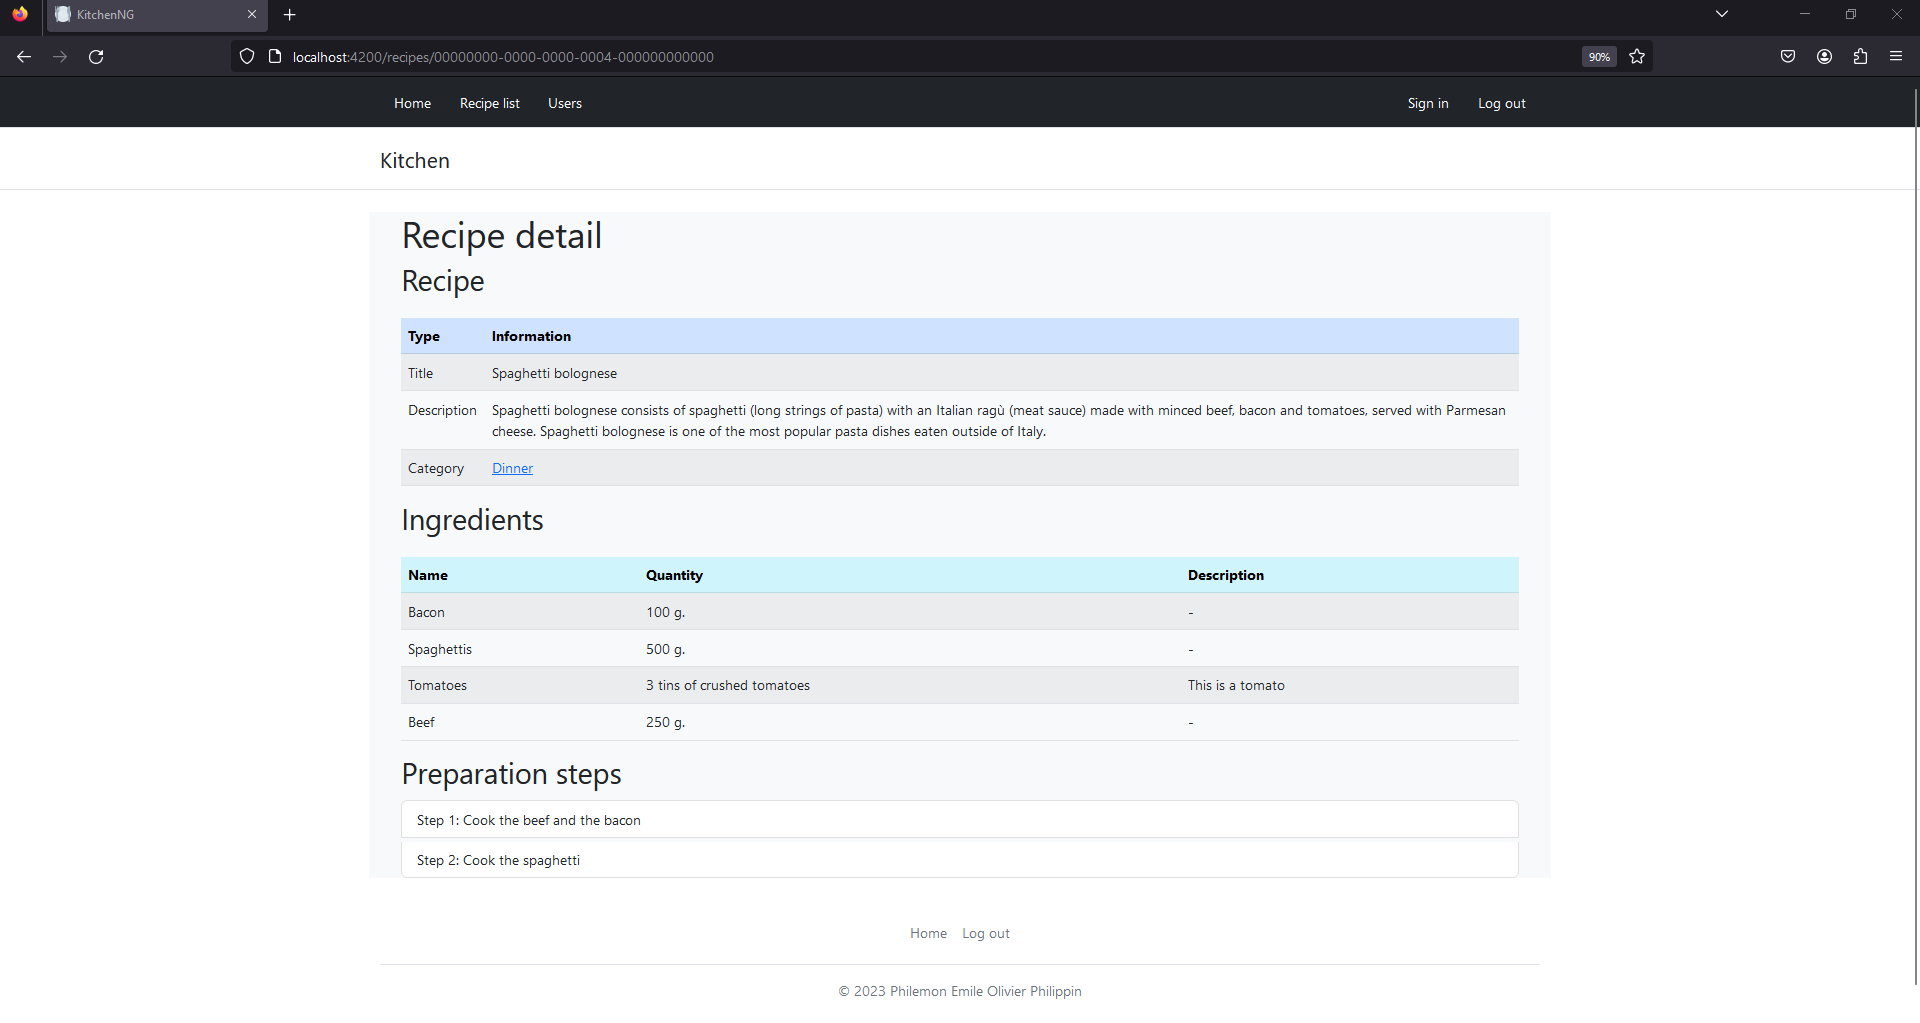 KitchenNG
localhost:4200/recipes/00000000-0000-0000-0004-000000000000
90%
Home Recipe list Users Sign in Log out
Kitchen
Recipe detail
Recipe
Type Information
Title Spaghetti bolognese
Description Spaghetti bolognese consists of spaghetti (long strings of pasta) with an Italian ragù (meat sauce) made with minced beef, bacon and tomatoes, served with Parmesan
cheese. Spaghetti bolognese is one of the most popular pasta dishes eaten outside of Italy.
Category Dinner
Ingredients
Name Quantity Description
Bacon 100 g. -
Spaghettis 500 g. -
Tomatoes 3 tins of crushed tomatoes This is a tomato
Beef 250 g. -
Preparation steps
Step 1: Cook the beef and the bacon
Step 2: Cook the spaghetti
Home Log out
© 2023 Philemon Emile Olivier Philippin